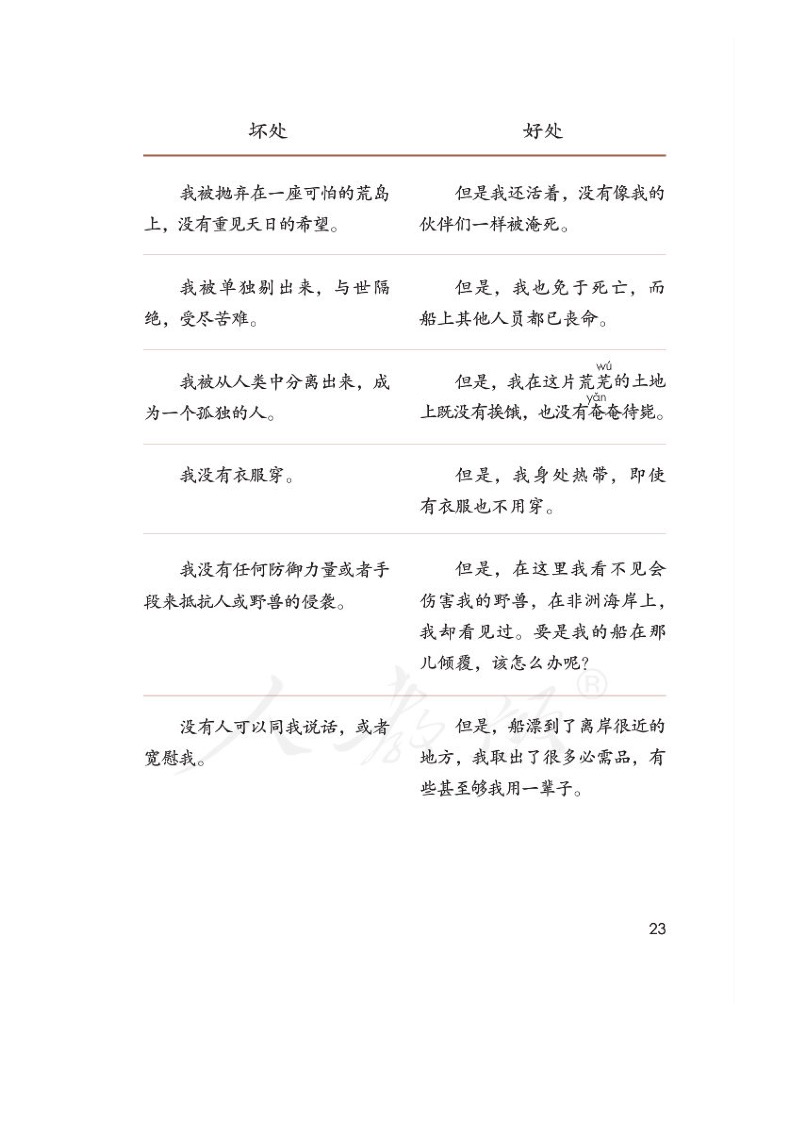 坏处
好处
我被抛弃在一座可怕的荒岛
上，没有重见天日的希望。
但是我还活着，没有像我的
伙伴们一样被淹死。
我被单独剔出来，与世隔
绝，受尽苦难。
但是，我也免于死亡，而
船上其他人员都已丧命。
我被从人类中分离出来，成
为一个孤独的人。
wú
但是，我在这片荒芜的土地
yǎn
上既没有挨饿，也没有奄奄待毙。
我没有衣服穿。
但是，我身处热带，即使
有衣服也不用穿。
我没有任何防御力量或者手
段来抵抗人或野兽的侵袭。
但是，在这里我看不见会
伤害我的野兽，在非洲海岸上，
我却看见过。要是我的船在那
儿倾覆，该怎么办呢？
没有人可以同我说话，或者
宽慰我。
但是，船漂到了离岸很近的
地方，我取出了很多必需品，有
些甚至够我用一辈子。
人教版®
23